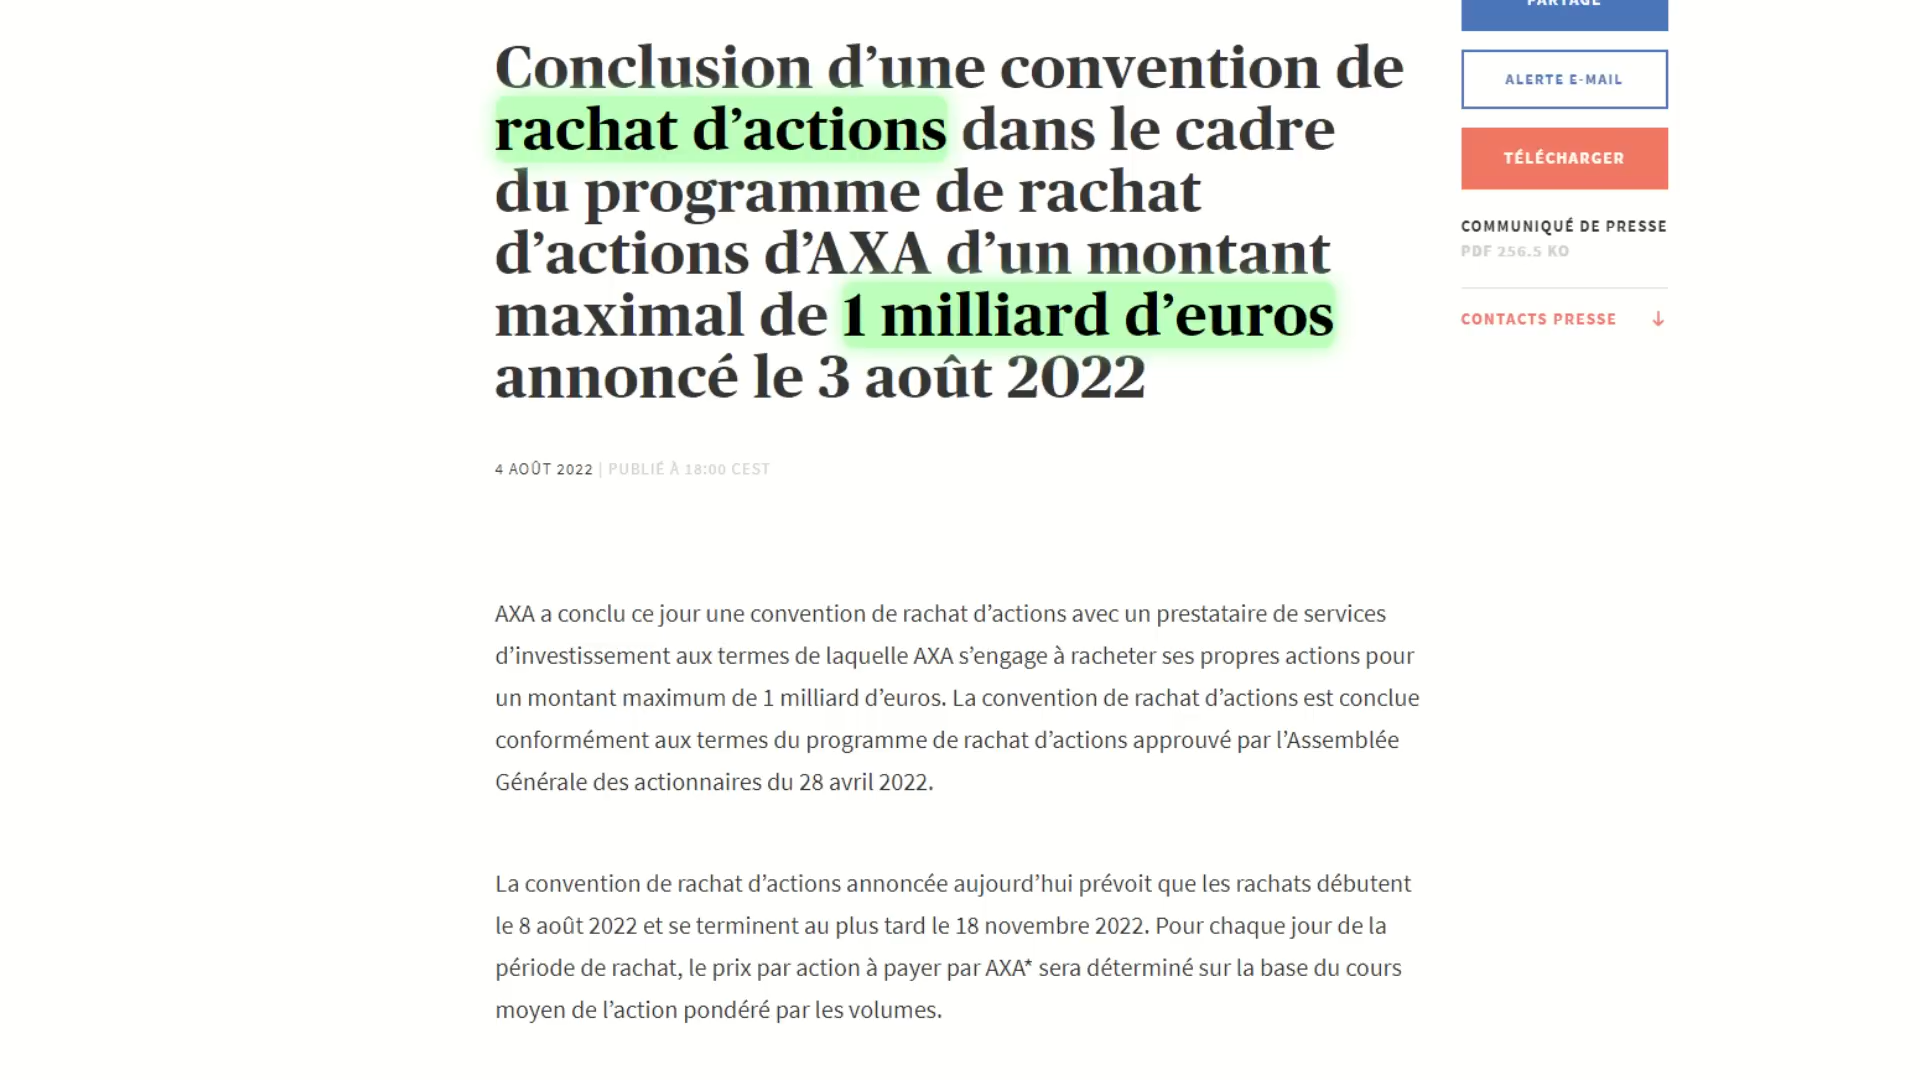 PARTAGE
Conclusion d’une convention de
rachat d’actions dans le cadre
du programme de rachat
d’actions d’AXA d’un montant
maximal de 1 milliard d’euros
annoncé le 3 août 2022
ALERTE E-MAIL
TÉLÉCHARGER
COMMUNIQUÉ DE PRESSE
PDF 256.5 KO
CONTACTS PRESSE
4 AOÛT 2022 | PUBLIÉ À 18:00 CEST
AXA a conclu ce jour une convention de rachat d’actions avec un prestataire de services
d’investissement aux termes de laquelle AXA s’engage à racheter ses propres actions pour
un montant maximum de 1 milliard d’euros. La convention de rachat d’actions est conclue
conformément aux termes du programme de rachat d’actions approuvé par l’Assemblée
Générale des actionnaires du 28 avril 2022.
La convention de rachat d’actions annoncée aujourd’hui prévoit que les rachats débutent
le 8 août 2022 et se terminent au plus tard le 18 novembre 2022. Pour chaque jour de la
période de rachat, le prix par action à payer par AXA* sera déterminé sur la base du cours
moyen de l’action pondéré par les volumes.